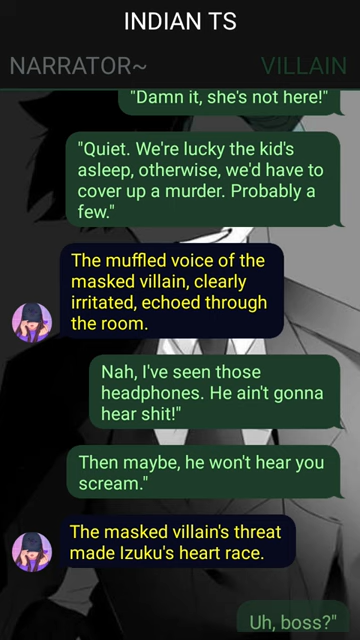 INDIAN TS
NARRATOR~
VILLAIN
"Damn it, she's not here!"
"Quiet. We're lucky the kid's
asleep, otherwise, we'd have to
cover up a murder. Probably a
few."
The muffled voice of the
masked villain, clearly
irritated, echoed through
the room.
Nah, I've seen those
headphones. He ain't gonna
hear shit!"
Then maybe, he won't hear you
scream."
The masked villain's threat
made Izuku's heart race.
Uh, boss?"